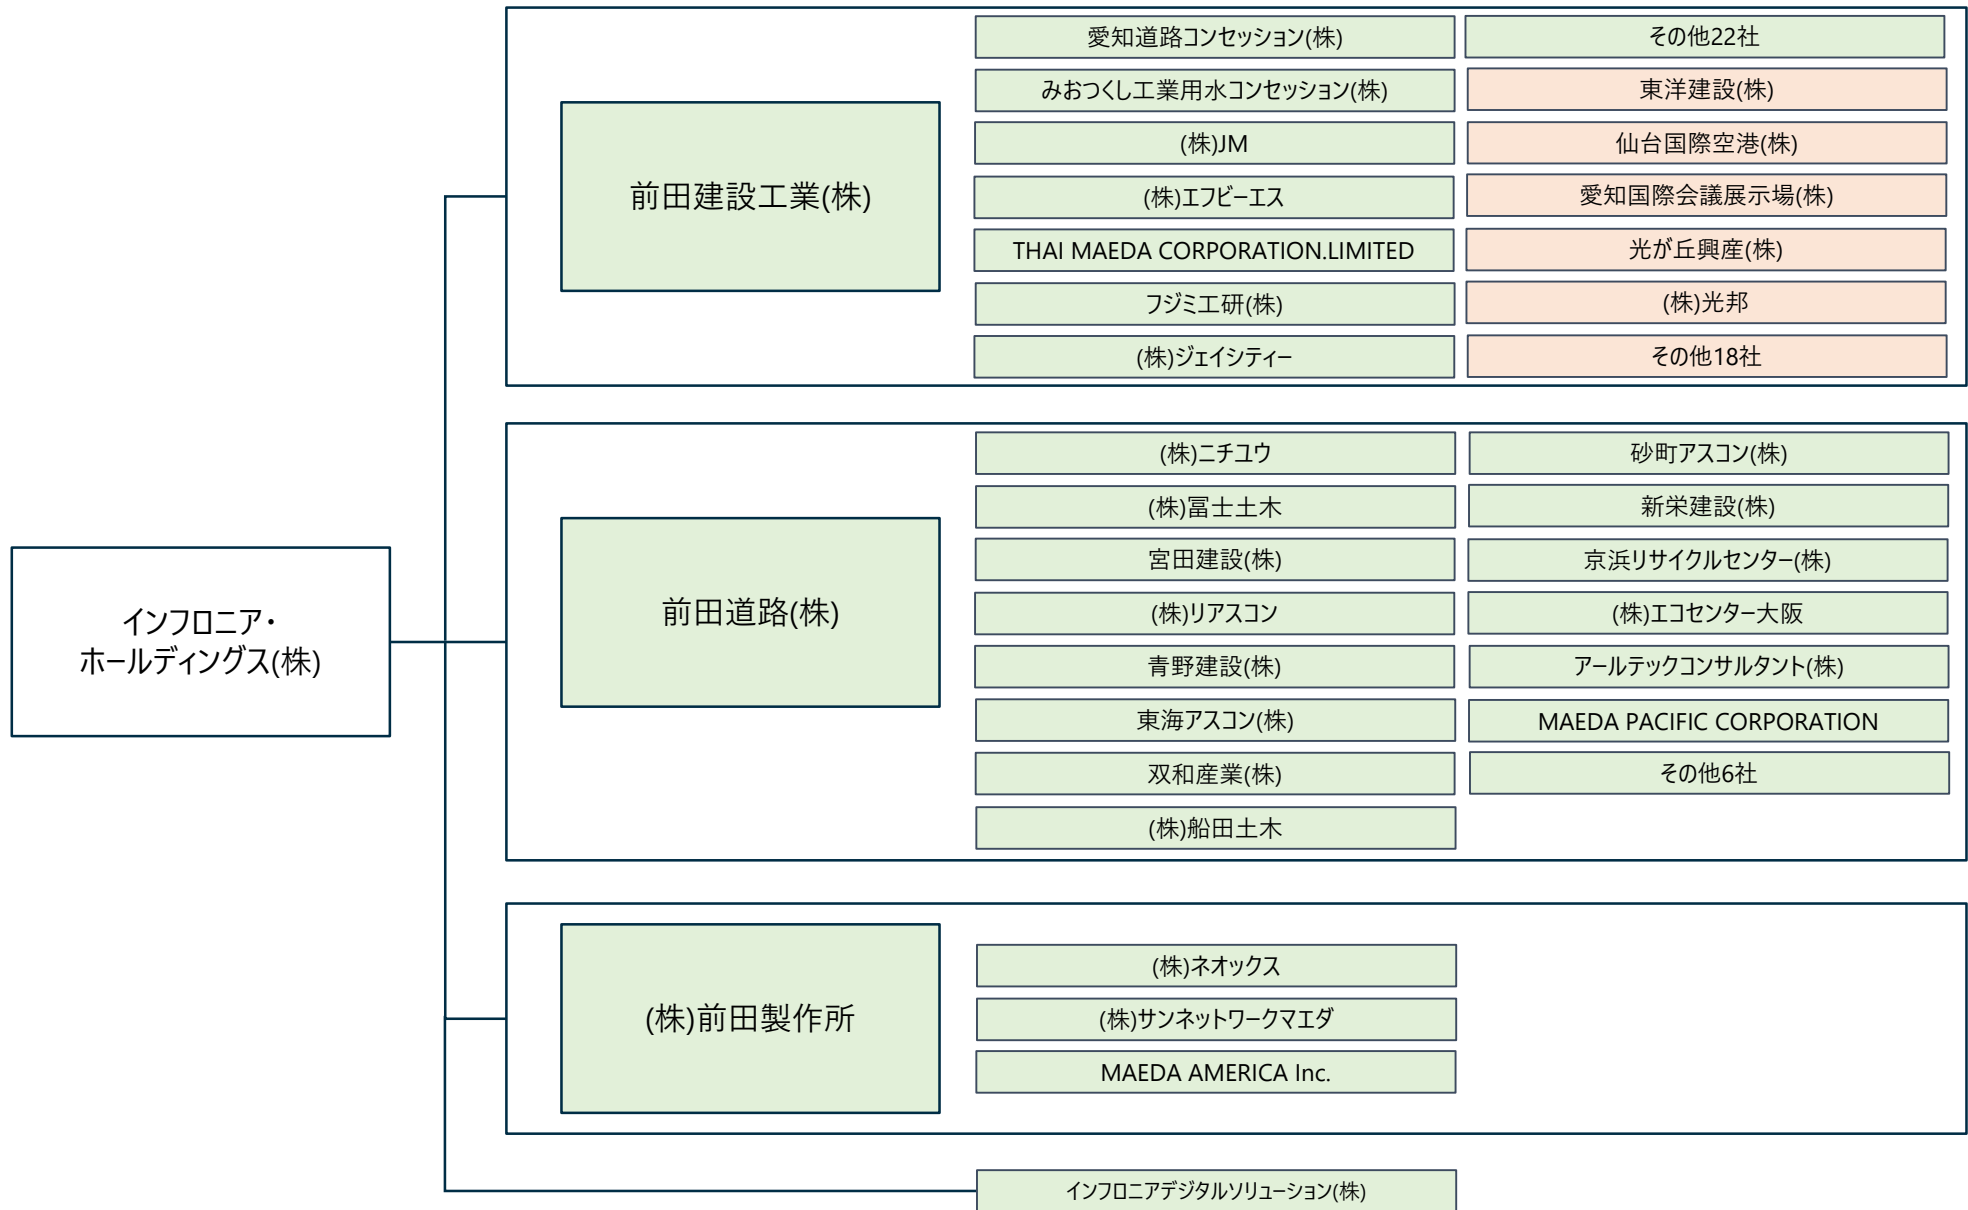 インフロニア・
ホールディングス(株)
前田建設工業(株)
愛知道路コンセッション(株)
みおつくし工業用水コンセッション(株)
(株)JM
(株)エフビーエス
THAI MAEDA CORPORATION.LIMITED
フジミ工研(株)
(株)ジェイシティー
その他22社
東洋建設(株)
仙台国際空港(株)
愛知国際会議展示場(株)
光が丘興産(株)
(株)光邦
その他18社
前田道路(株)
(株)ニチユウ
(株)冨士土木
宮田建設(株)
(株)リアスコン
青野建設(株)
東海アスコン(株)
双和産業(株)
(株)船田土木
砂町アスコン(株)
新栄建設(株)
京浜リサイクルセンター(株)
(株)エコセンター大阪
アールテックコンサルタント(株)
MAEDA PACIFIC CORPORATION
その他6社
(株)前田製作所
(株)ネオックス
(株)サンネットワークマエダ
MAEDA AMERICA Inc.
インフロニアデジタルソリューション(株)